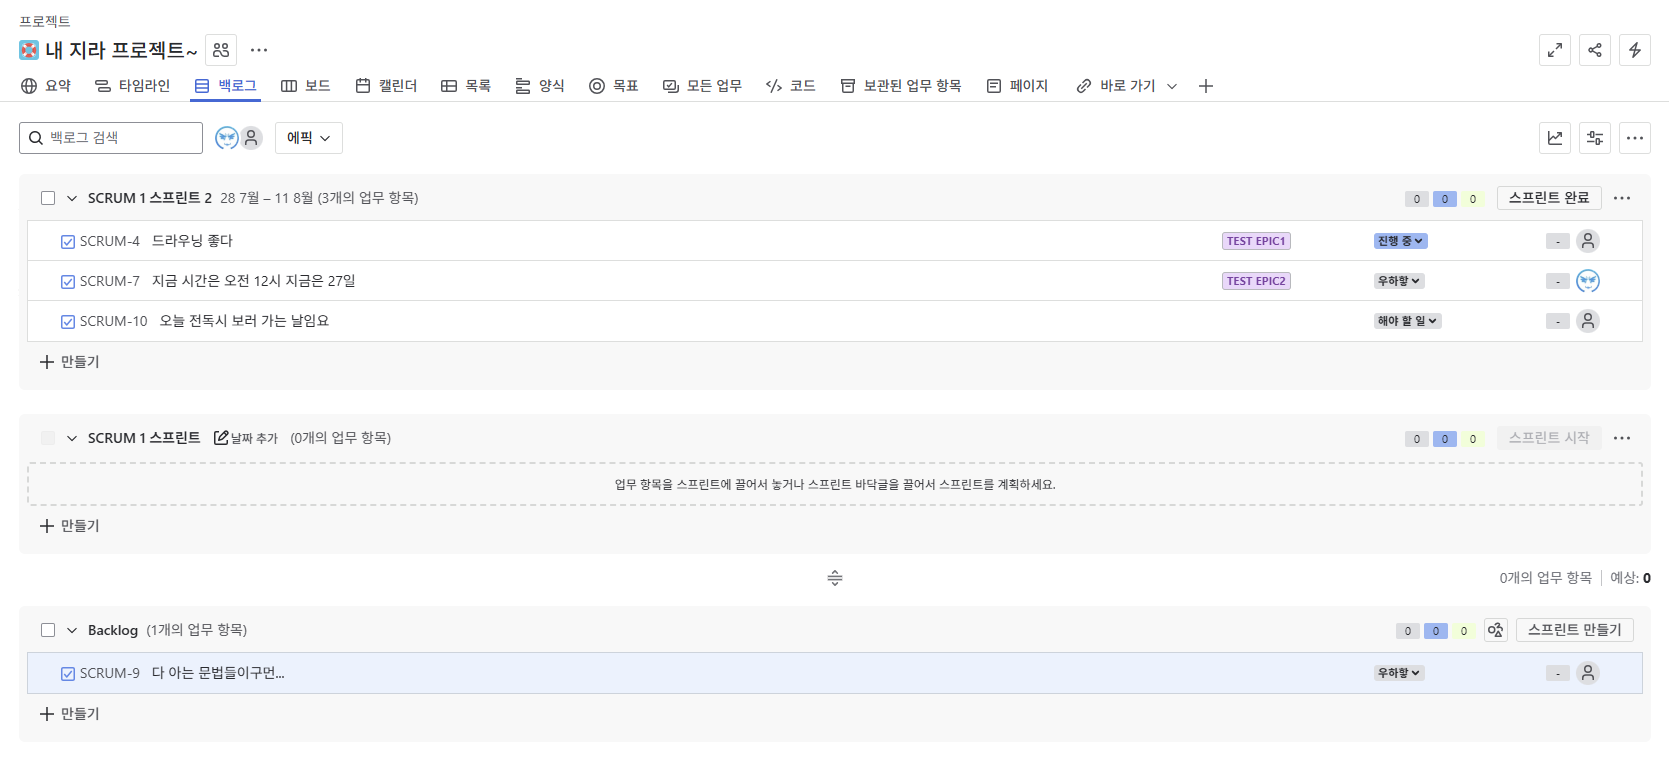 프로젝트
내 지라 프로젝트~
요약 타임라인 백로그 보드 캘린더 목록 양식 목표 모든 업무 코드 보관된 업무 항목 페이지 바로 가기
백로그 검색 에픽
SCRUM 1 스프린트 2 28 7월 – 11 8월 (3개의 업무 항목) 0 0 0 스프린트 완료
SCRUM-4 드라우닝 좋다 TEST EPIC1 진행 중 -
SCRUM-7 지금 시간은 오전 12시 지금은 27일 TEST EPIC2 우하항 -
SCRUM-10 오늘 전독시 보러 가는 날임요 해야 할 일 -
만들기
SCRUM 1 스프린트 날짜 추가 (0개의 업무 항목) 0 0 0 스프린트 시작
업무 항목을 스프린트에 끌어서 놓거나 스프린트 바닥글을 끌어서 스프린트를 계획하세요.
만들기
0개의 업무 항목 예상: 0
Backlog (1개의 업무 항목) 0 0 0 스프린트 만들기
SCRUM-9 다 아는 문법들이구먼... 우하항 -
만들기